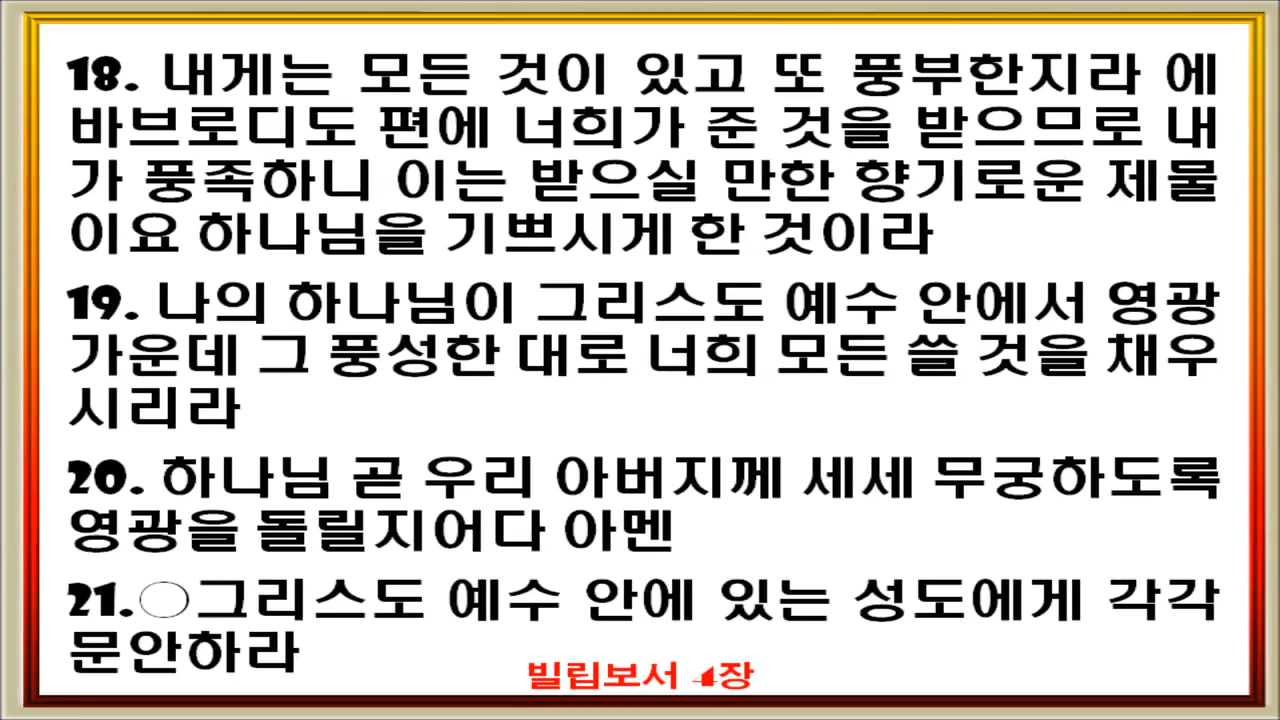 18. 내게는 모든 것이 있고 또 풍부한지라 에
바브로디도 편에 너희가 준 것을 받으므로 내
가 풍족하니 이는 받으실 만한 향기로운 제물
이요 하나님을 기쁘시게 한 것이라
19. 나의 하나님이 그리스도 예수 안에서 영광
가운데 그 풍성한 대로 너희 모든 쓸 것을 채우
시리라
20. 하나님 곧 우리 아버지께 세세 무궁하도록
영광을 돌릴지어다 아멘
21.○그리스도 예수 안에 있는 성도에게 각각
문안하라
빌립보서 4장